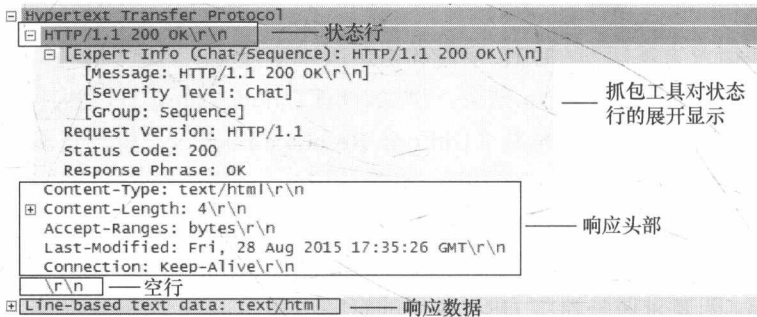 Hypertext Transfer Protocol
HTTP/1.1 200 OK\r\n 状态行
[Expert Info (Chat/Sequence): HTTP/1.1 200 OK\r\n]
[Message: HTTP/1.1 200 OK\r\n]
[Severity level: Chat]
[Group: Sequence]
抓包工具对状态
行的展开显示
Request Version: HTTP/1.1
Status Code: 200
Response Phrase: OK
Content-Type: text/html\r\n
Content-Length: 4\r\n
Accept-Ranges: bytes\r\n
响应头部
Last-Modified: Fri, 28 Aug 2015 17:35:26 GMT\r\n
Connection: Keep-Alive\r\n
\r\n 空行
Line-based text data: text/html 响应数据